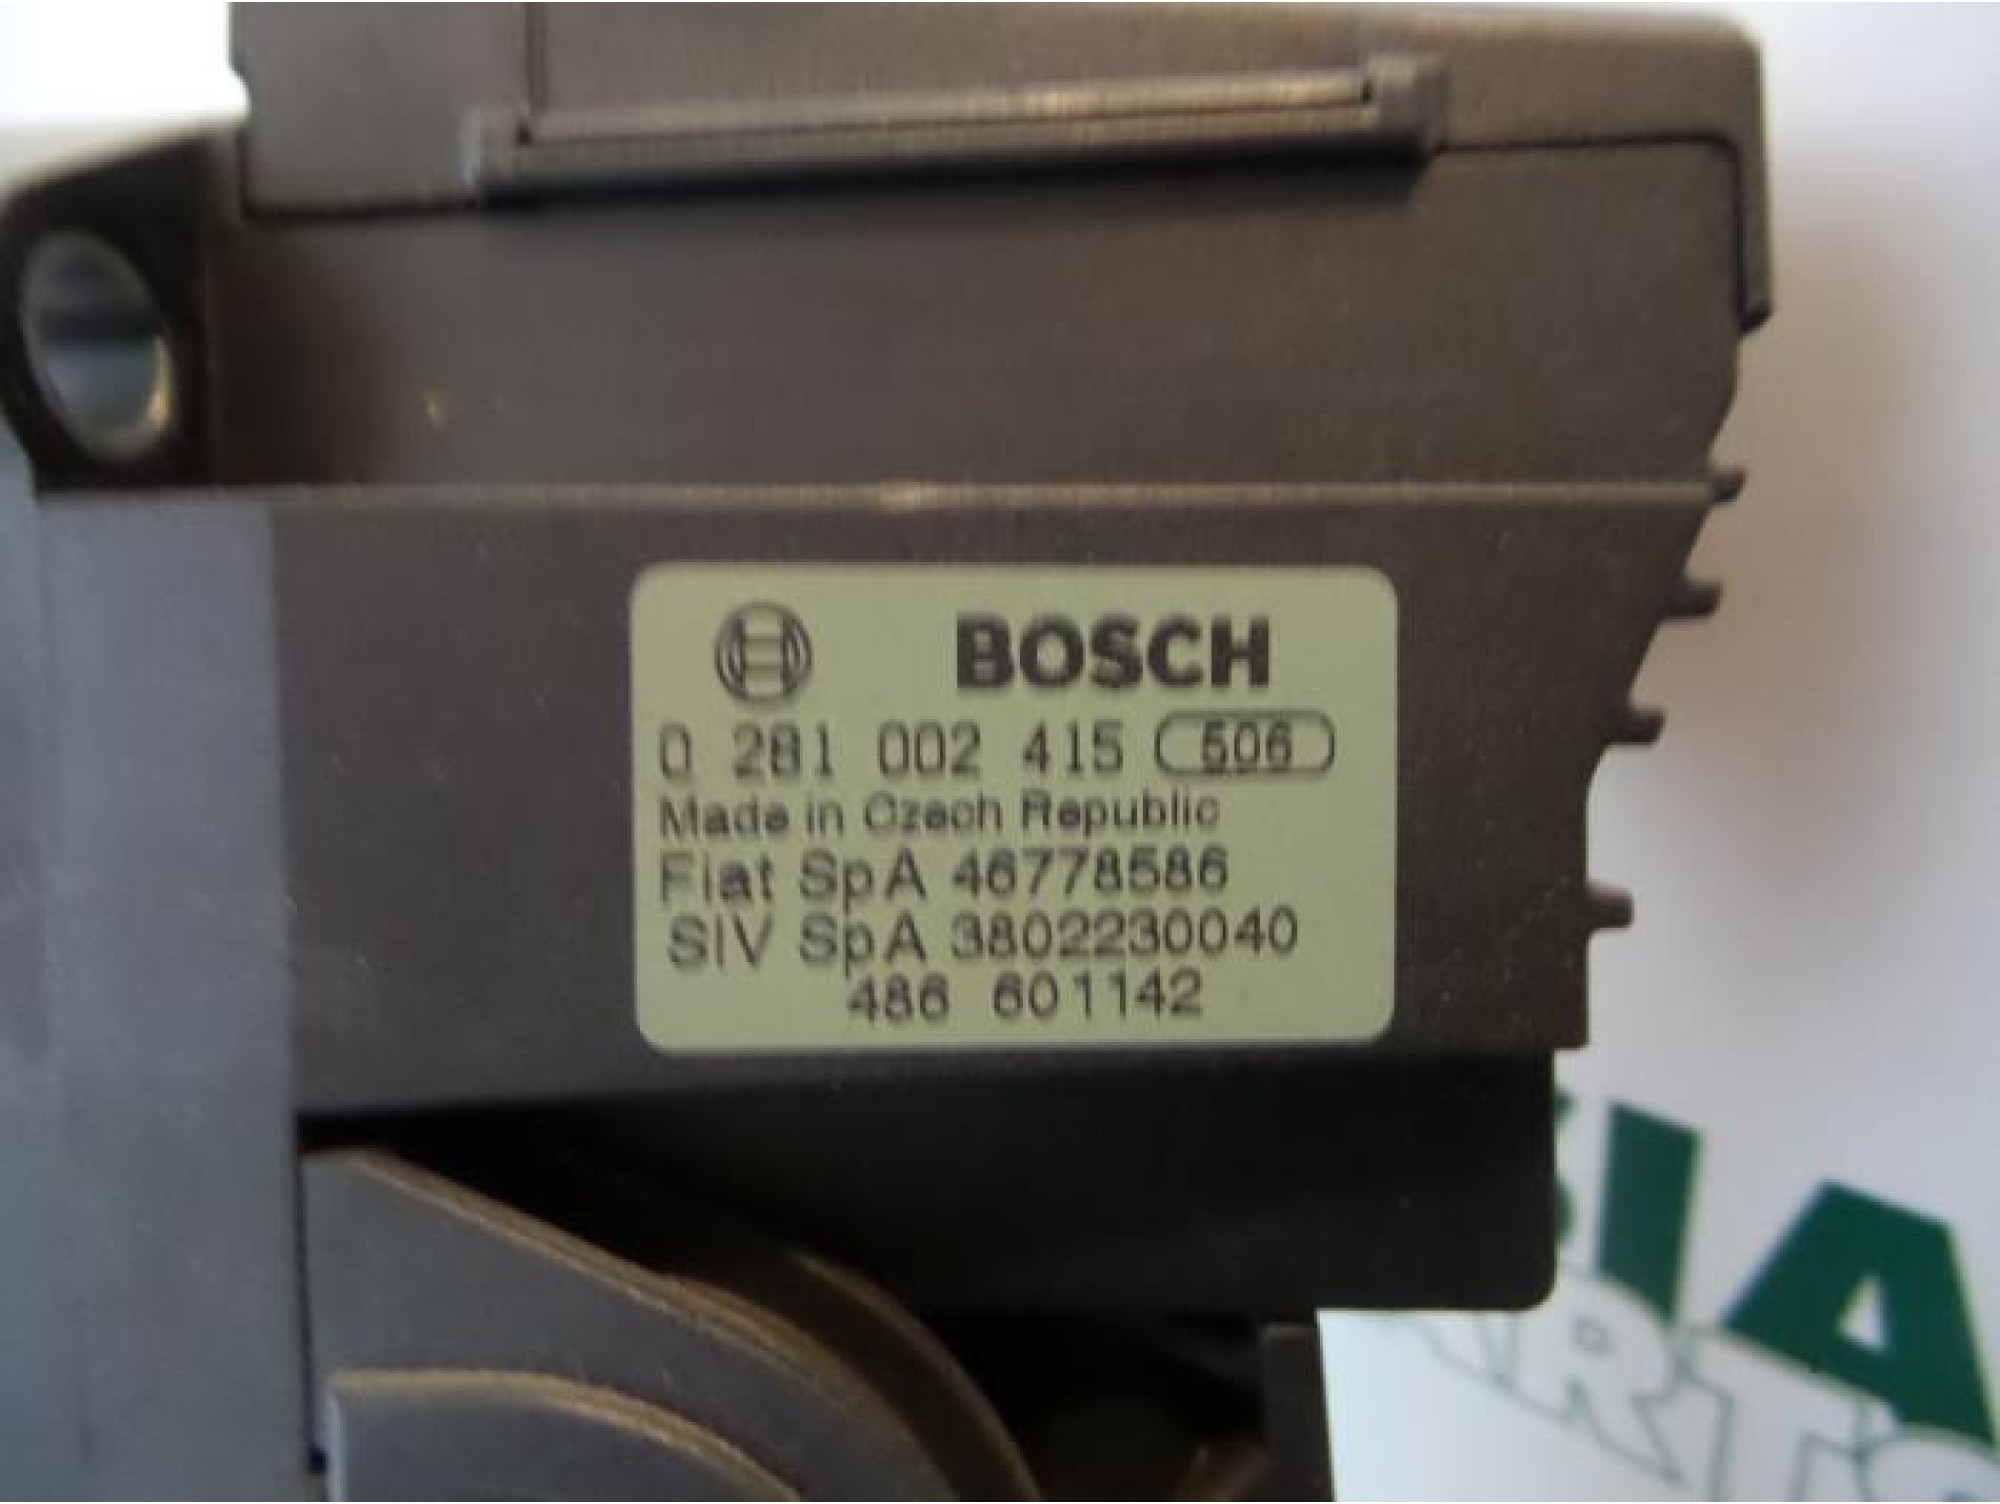 BOSCH
0 281 002 415 506
Made in Czech Republic
Fiat SpA 46778586
SIV SpA 3802230040
486 601142